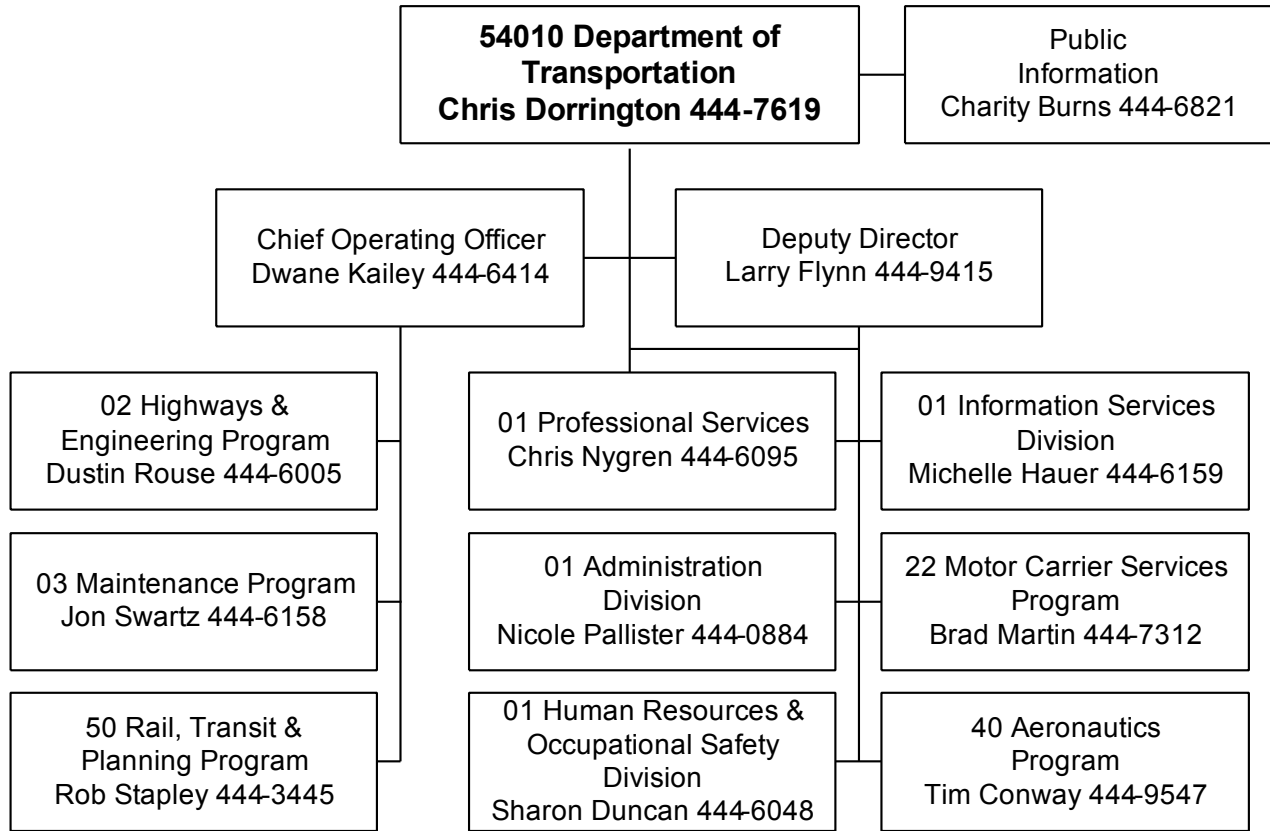 54010 Department of
Transportation
Chris Dorrington 444-7619
Public
Information
Charity Burns 444-6821
Chief Operating Officer
Dwane Kailey 444-6414
Deputy Director
Larry Flynn 444-9415
02 Highways &
Engineering Program
Dustin Rouse 444-6005
01 Professional Services
Chris Nygren 444-6095
01 Information Services
Division
Michelle Hauer 444-6159
03 Maintenance Program
Jon Swartz 444-6158
01 Administration
Division
Nicole Pallister 444-0884
22 Motor Carrier Services
Program
Brad Martin 444-7312
50 Rail, Transit &
Planning Program
Rob Stapley 444-3445
01 Human Resources &
Occupational Safety
Division
Sharon Duncan 444-6048
40 Aeronautics
Program
Tim Conway 444-9547